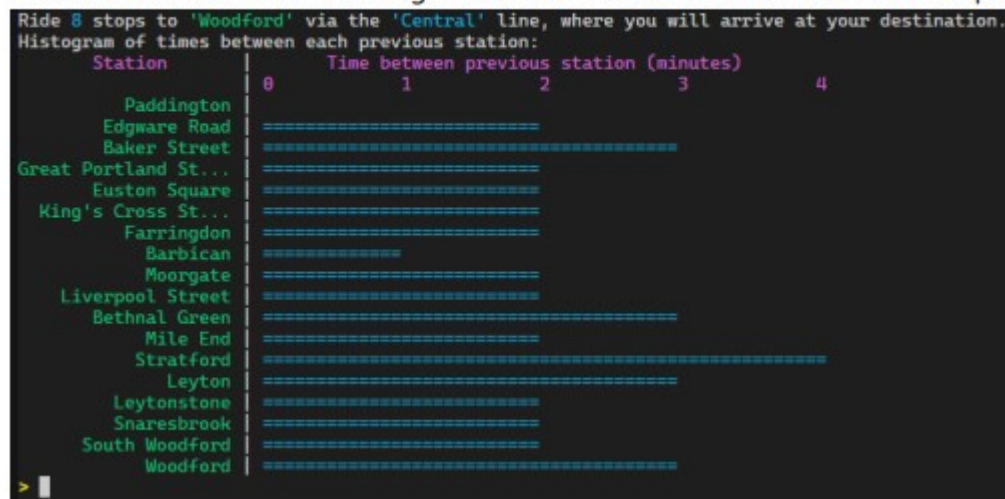 Ride 8 stops to 'Woodford' via the 'Central' line, where you will arrive at your destination.
Histogram of times between each previous station:
Station | Time between previous station (minutes)
| 0 1 2 3 4
Paddington |
Edgware Road | ==========================
Baker Street | =======================================
Great Portland St... | ==========================
Euston Square | ==========================
King's Cross St... | ==========================
Farringdon | ==========================
Barbican | =============
Moorgate | ==========================
Liverpool Street | ==========================
Bethnal Green | =======================================
Mile End | ==========================
Stratford | =====================================================
Leyton | =======================================
Leytonstone | ==========================
Snaresbrook | ==========================
South Woodford | ==========================
Woodford | =======================================
>